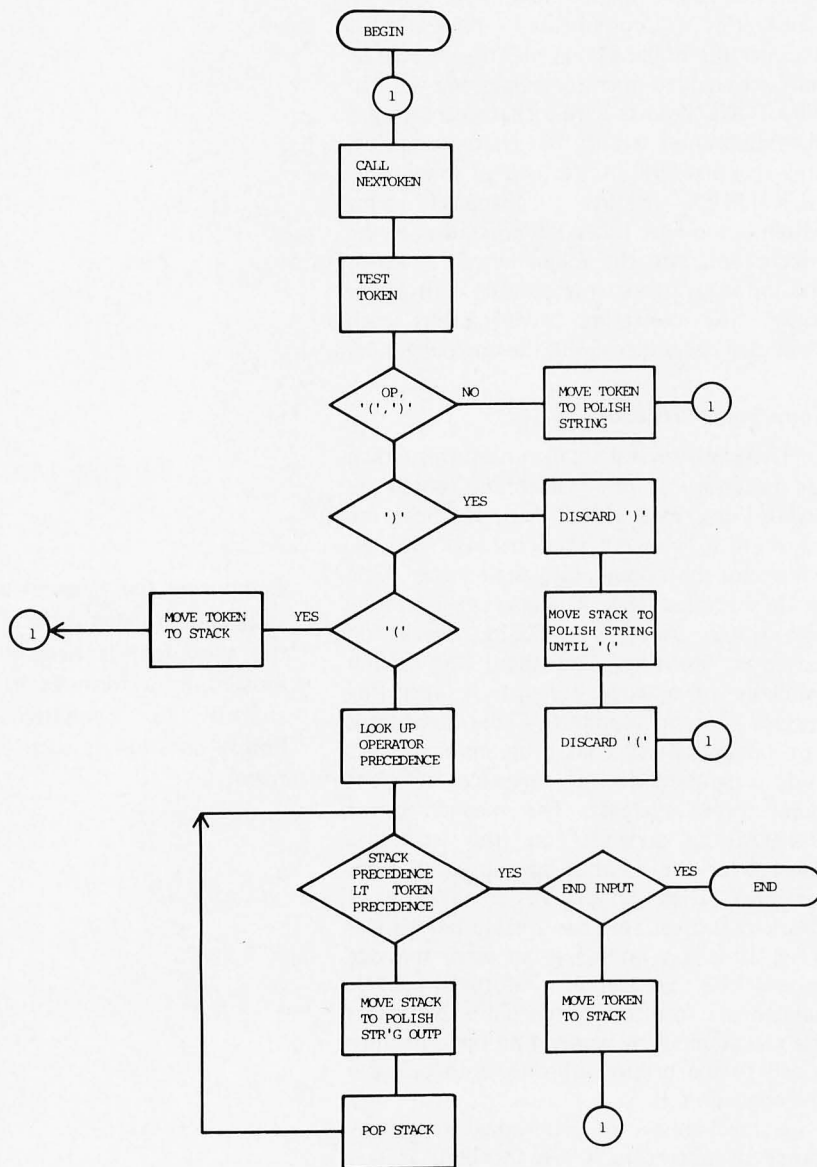 BEGIN
1
CALL
NEXTOKEN
TEST
TOKEN
OP,
'(',')'
NO
MOVE TOKEN
TO POLISH
STRING
1
')'
YES
DISCARD ')'
MOVE STACK TO
POLISH STRING
UNTIL '('
DISCARD '('
1
'('
YES
MOVE TOKEN
TO STACK
1
LOOK UP
OPERATOR
PRECEDENCE
STACK
PRECEDENCE
LT TOKEN
PRECEDENCE
YES
END INPUT
YES
END
MOVE STACK
TO POLISH
STR'G OUTP
POP STACK
MOVE TOKEN
TO STACK
1